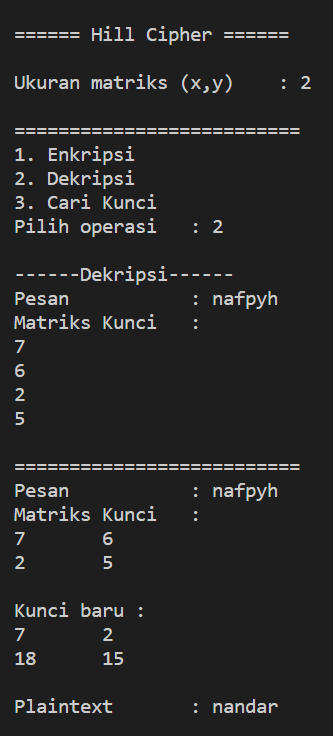 ====== Hill Cipher ======
Ukuran matriks (x,y)    : 2
==========================
1. Enkripsi
2. Dekripsi
3. Cari Kunci
Pilih operasi   : 2
------Dekripsi------
Pesan           : nafpyh
Matriks Kunci   :
7
6
2
5
==========================
Pesan           : nafpyh
Matriks Kunci   :
7       6
2       5
Kunci baru :
7       2
18      15
Plaintext       : nandar